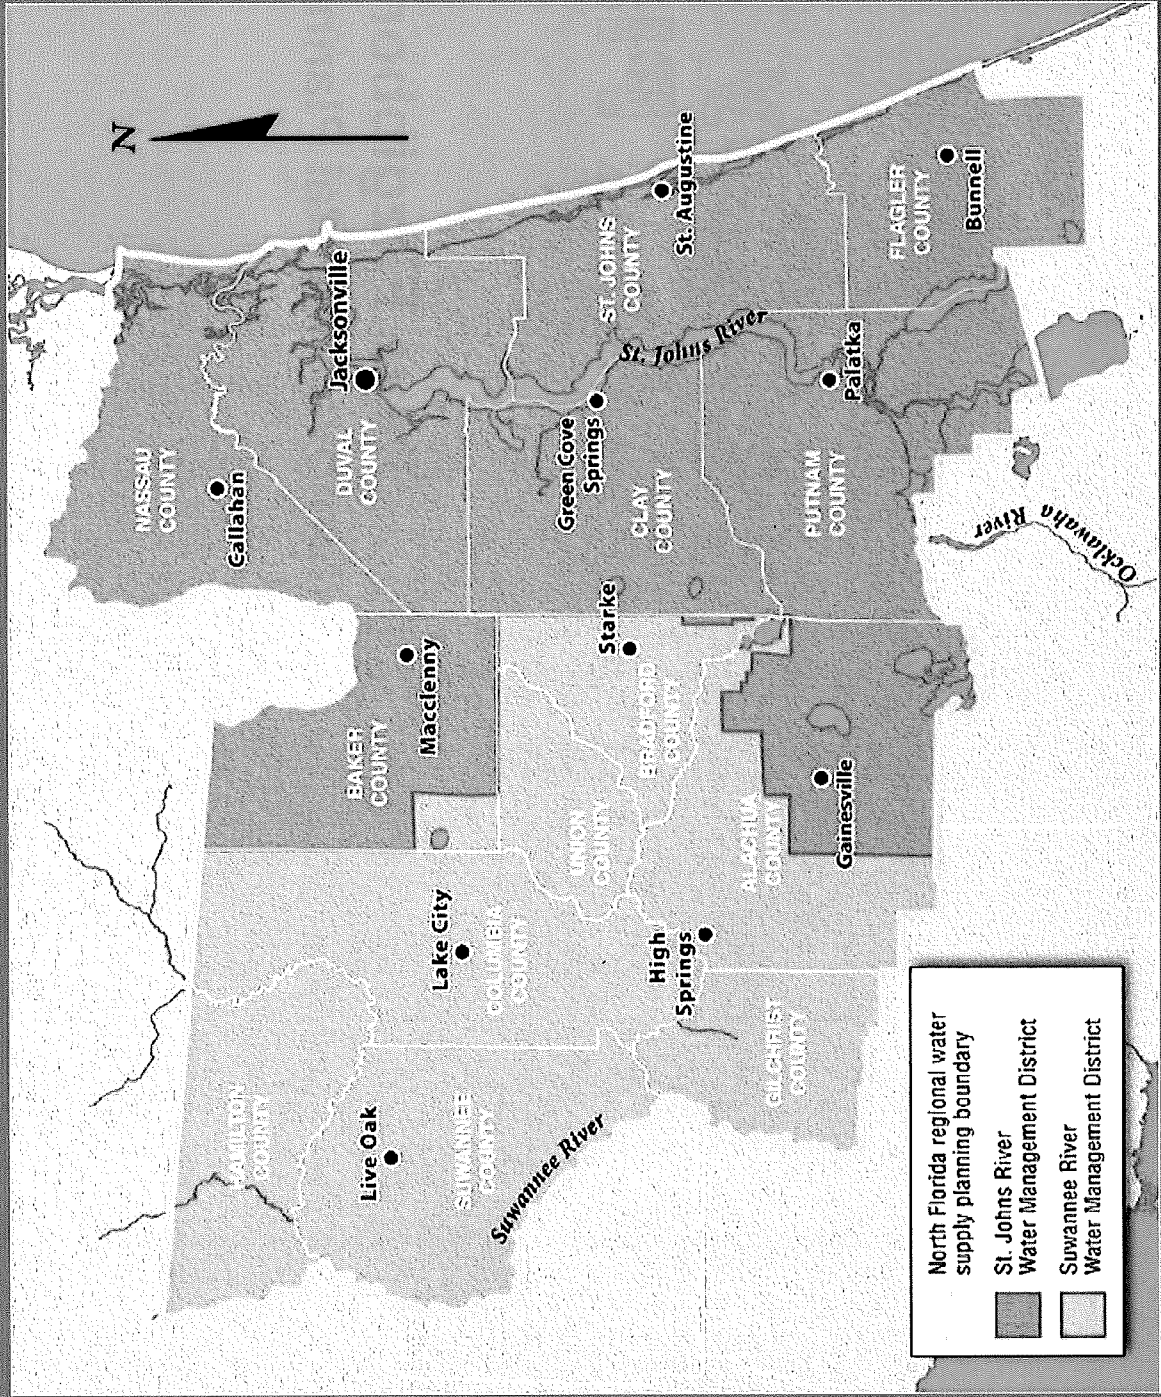 N
NASSAU
COUNTY
Callahan
Jacksonville
DUVAL
COUNTY
BAKER
COUNTY
Macclenny
HAMILTON
COUNTY
Live Oak
SUWANNEE
COUNTY
Suwannee River
Lake City
COLUMBIA
COUNTY
UNION
COUNTY
BRADFORD
COUNTY
Starke
Green Cove
Springs
CLAY
COUNTY
ST. JOHNS
COUNTY
St. Johns River
St. Augustine
High
Springs
GILCHRIST
COUNTY
ALACHUA
COUNTY
Gainesville
PUTNAM
COUNTY
Palatka
FLAGLER
COUNTY
Bunnell
Ocklawaha River
North Florida regional water
supply planning boundary
St. Johns River
Water Management District
Suwannee River
Water Management District